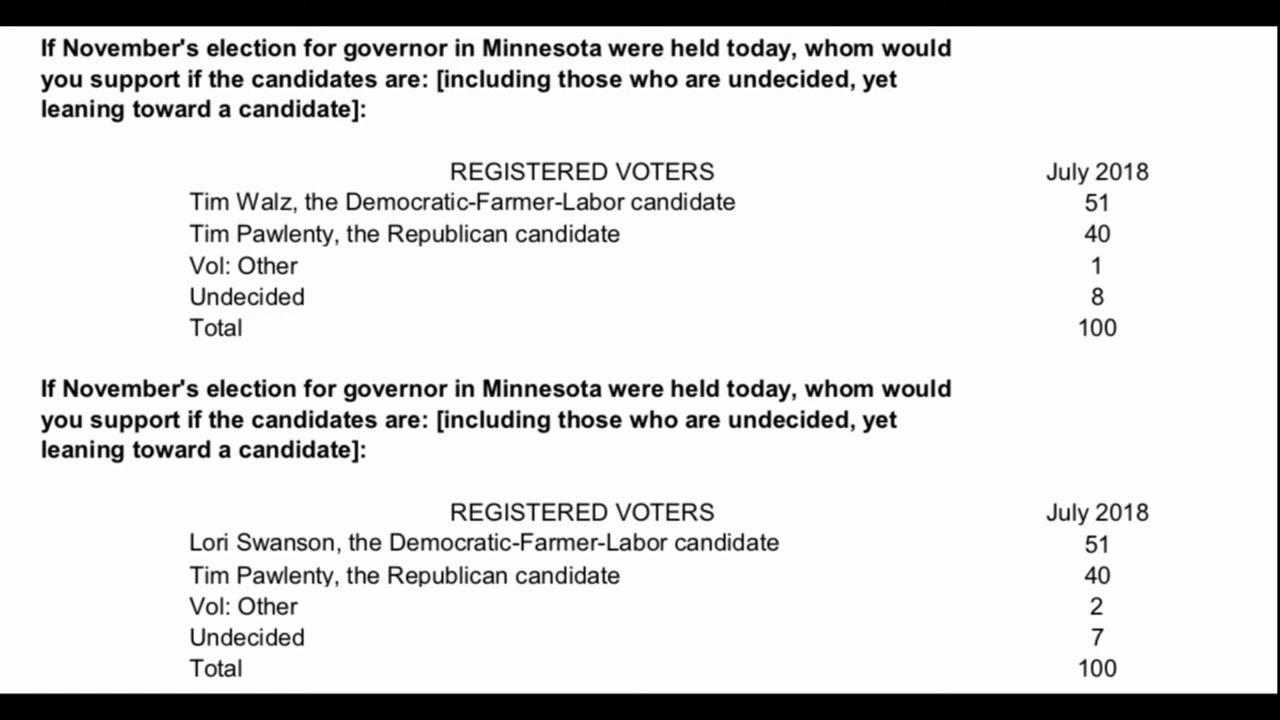 If November's election for governor in Minnesota were held today, whom would
you support if the candidates are: [including those who are undecided, yet
leaning toward a candidate]:
REGISTERED VOTERS July 2018
Tim Walz, the Democratic-Farmer-Labor candidate 51
Tim Pawlenty, the Republican candidate 40
Vol: Other 1
Undecided 8
Total 100
If November's election for governor in Minnesota were held today, whom would
you support if the candidates are: [including those who are undecided, yet
leaning toward a candidate]:
REGISTERED VOTERS July 2018
Lori Swanson, the Democratic-Farmer-Labor candidate 51
Tim Pawlenty, the Republican candidate 40
Vol: Other 2
Undecided 7
Total 100